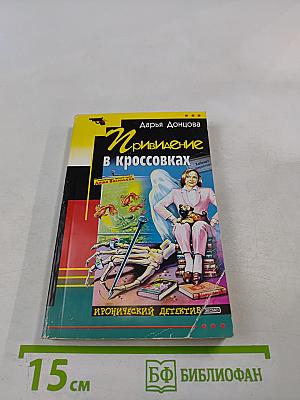 Дарья Донцова
Привидение
в кроссовках
ИРОНИЧЕСКИЙ ДЕТЕКТИВ
15 см
БФ БИБЛИОФАН